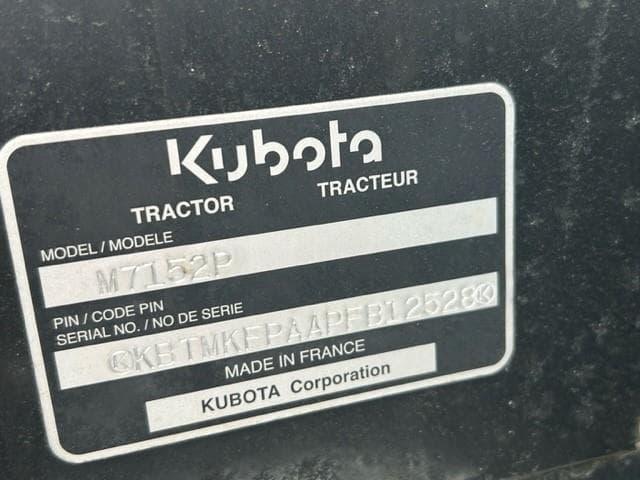 Kubota
TRACTOR TRACTEUR
MODEL / MODELE
M7152P
PIN / CODE PIN
SERIAL NO. / NO DE SERIE
KBTMKEPAAPFB12528
MADE IN FRANCE
KUBOTA Corporation